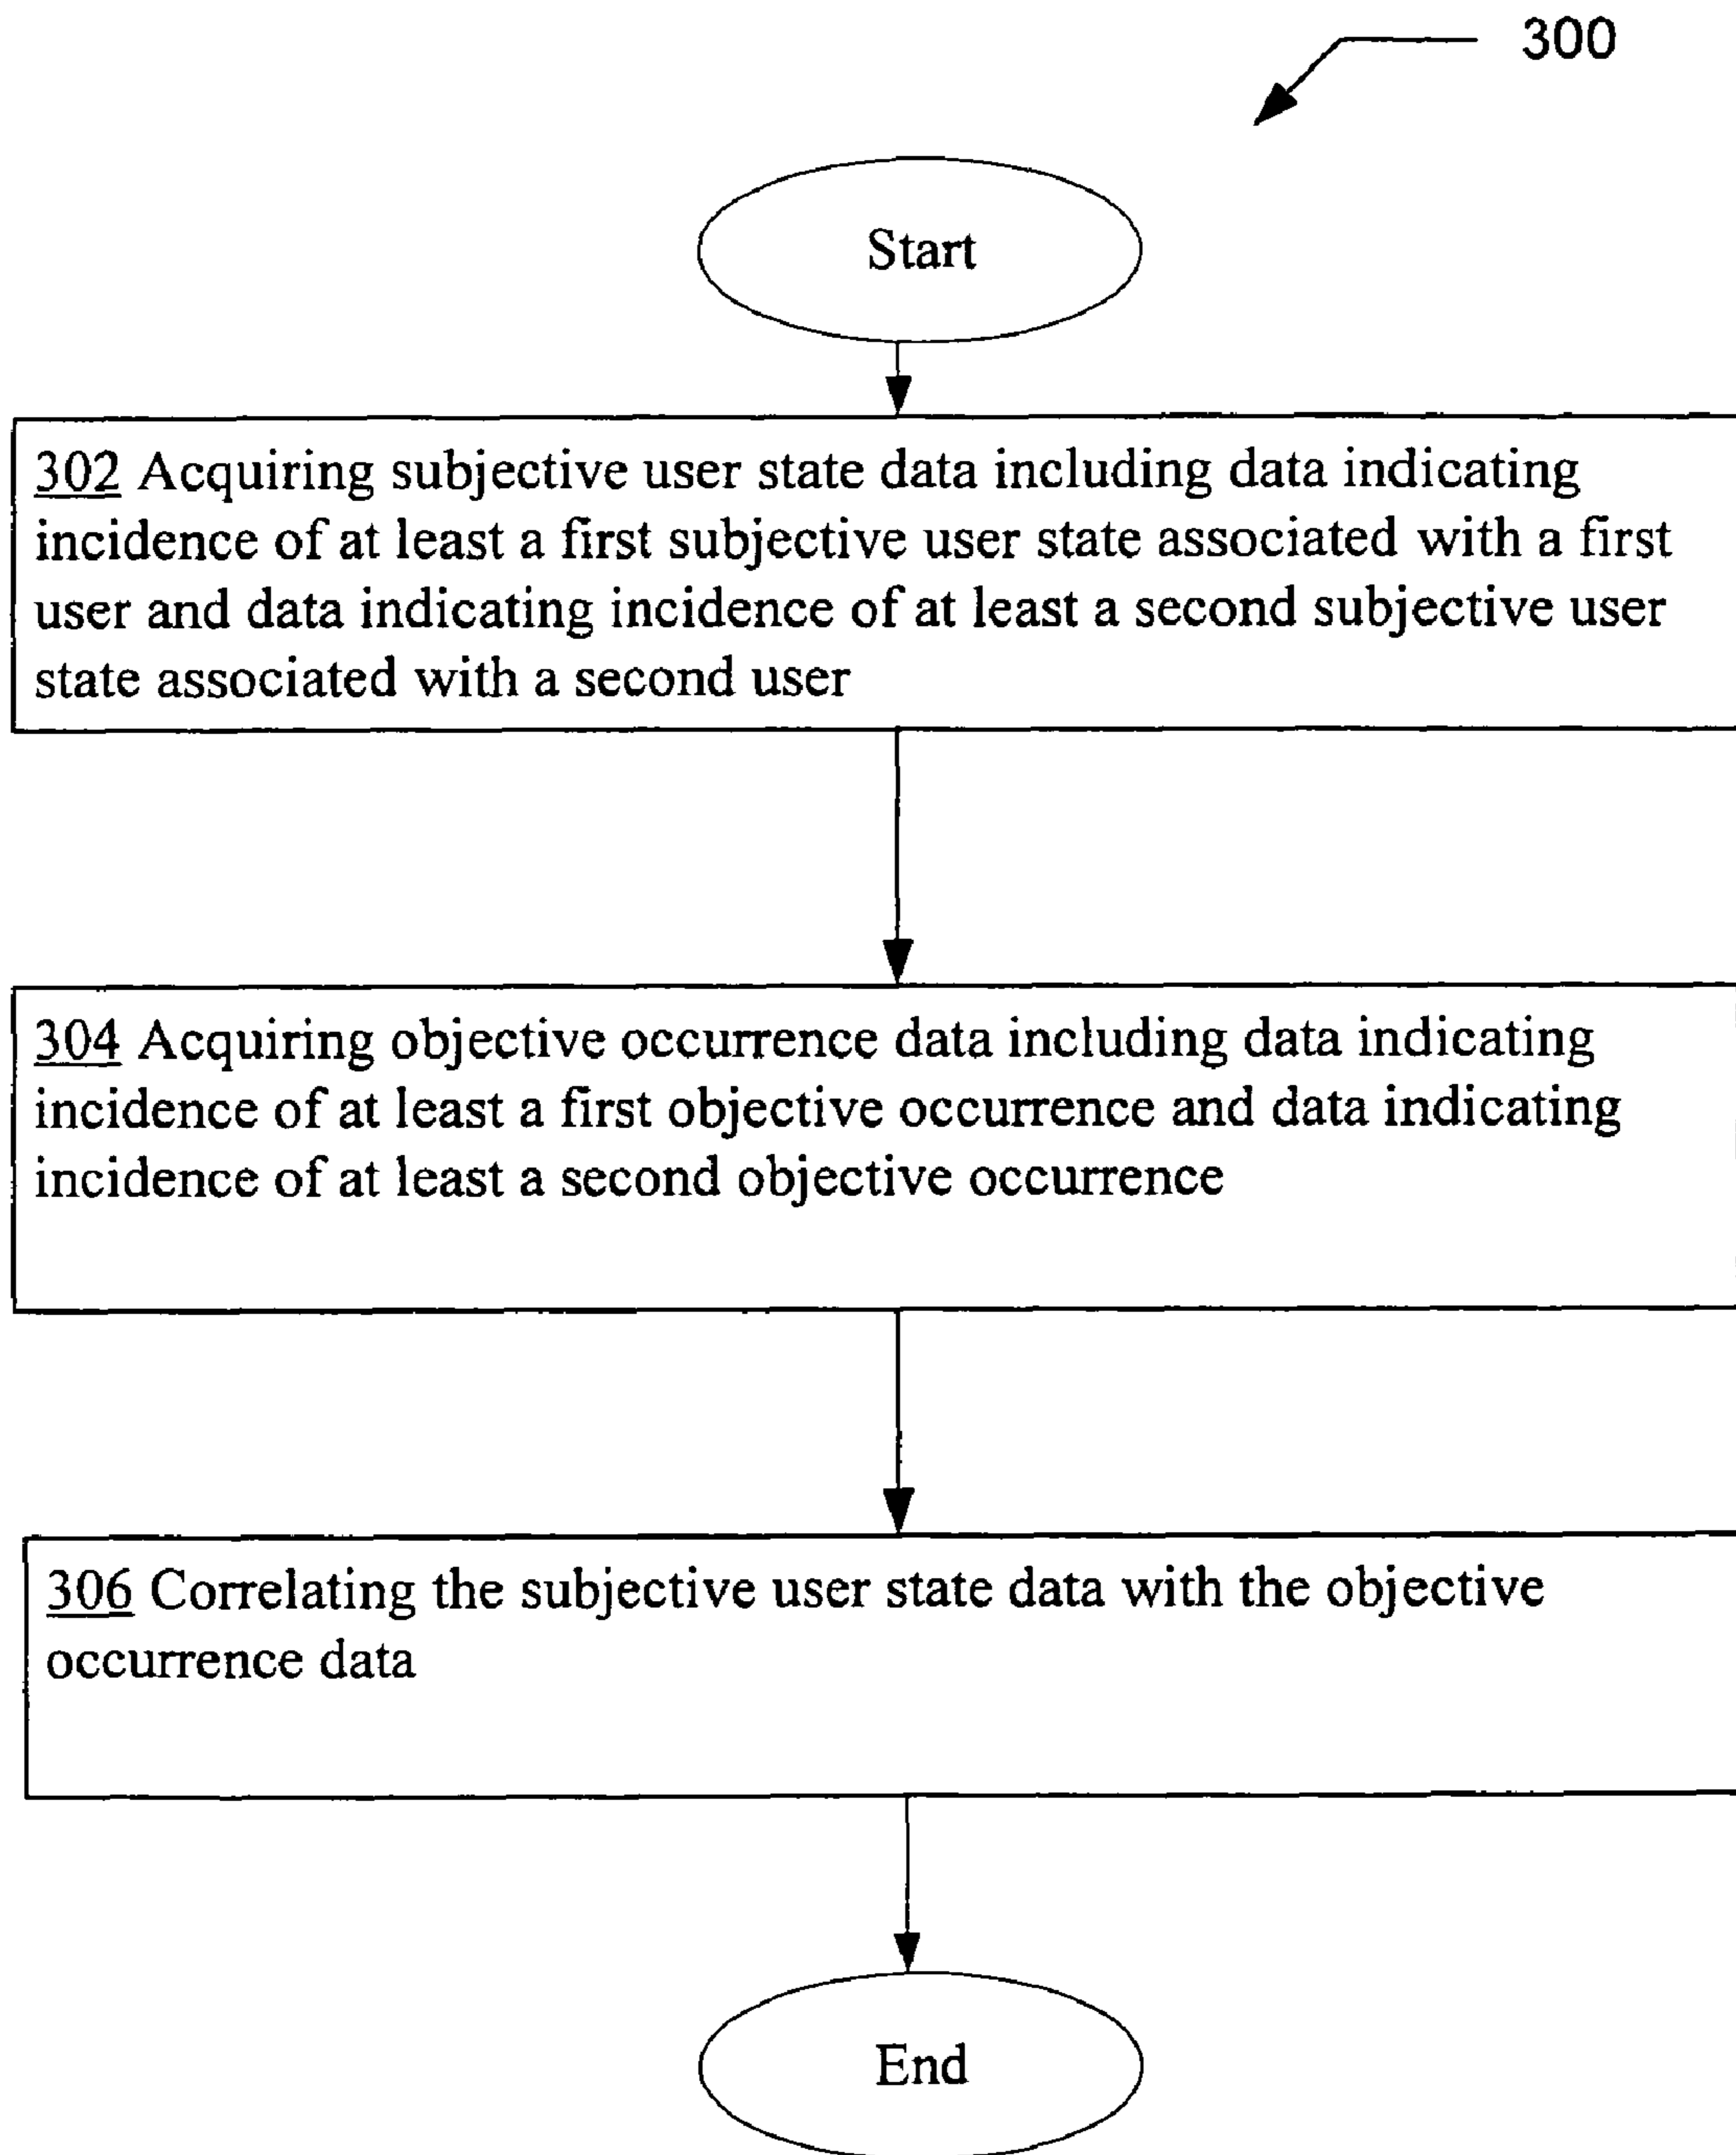 300
Start
302 Acquiring subjective user state data including data indicating
incidence of at least a first subjective user state associated with a first
user and data indicating incidence of at least a second subjective user
state associated with a second user
304 Acquiring objective occurrence data including data indicating
incidence of at least a first objective occurrence and data indicating
incidence of at least a second objective occurrence
306 Correlating the subjective user state data with the objective
occurrence data
End